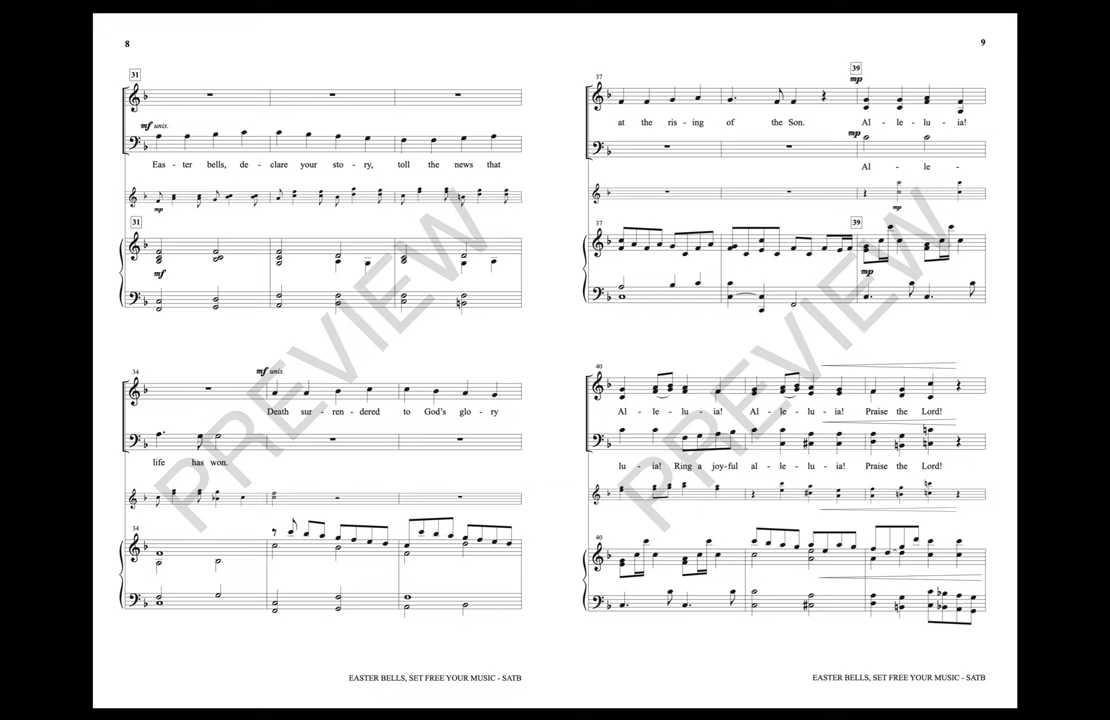 8
31
mf unis.
Eas - ter bells, de - clare your sto - ry, toll the news that
mp
31
mf
34
mf unis.
Death sur - ren - dered to God's glo - ry
life has won.
34
EASTER BELLS, SET FREE YOUR MUSIC - SATB
9
37
39
mp
at the ris - ing of the Son. Al - le - lu - ia!
mp
Al - le -
mp
37
39
mp
40
Al - le - lu - ia! Al - le - lu - ia! Praise the Lord!
lu - ia! Ring a joy-ful al - le - lu - ia! Praise the Lord!
40
EASTER BELLS, SET FREE YOUR MUSIC - SATB
PREVIEW
PREVIEW